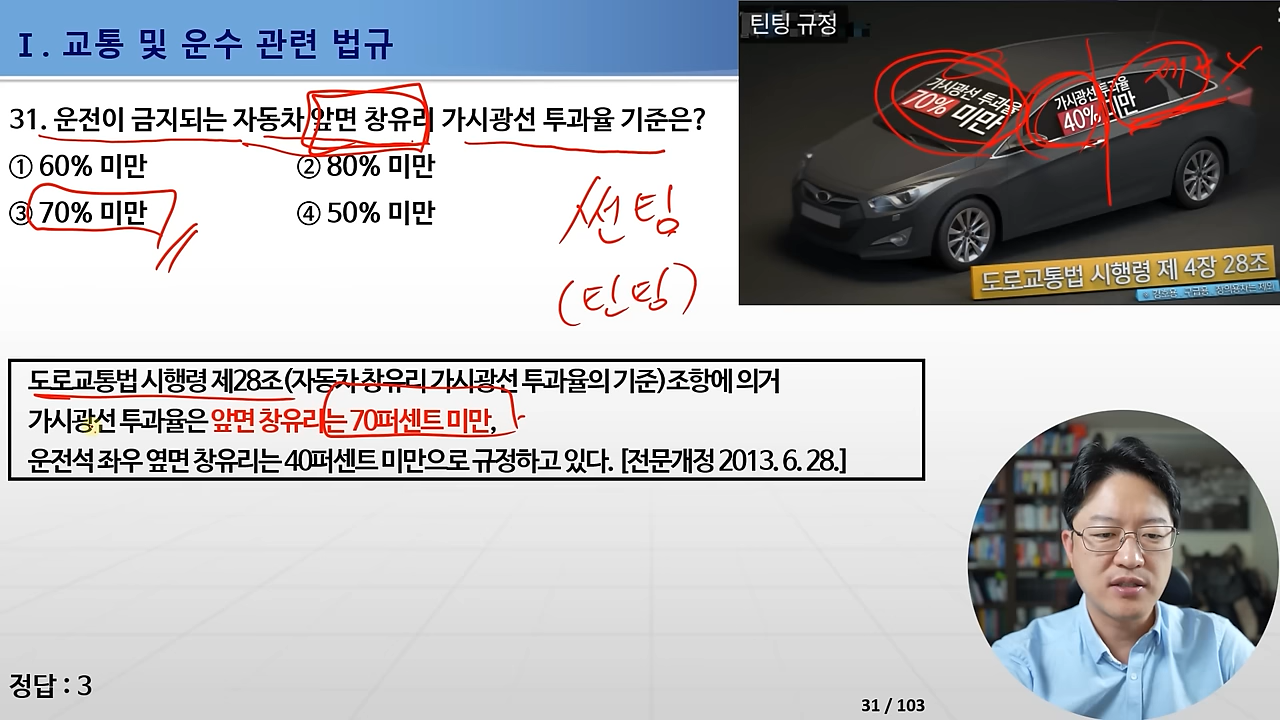 I. 교통 및 운수 관련 법규
31. 운전이 금지되는 자동차 앞면 창유리 가시광선 투과율 기준은?
① 60% 미만 ② 80% 미만
③ 70% 미만 ④ 50% 미만
썬팅
(틴팅)
틴팅 규정
가시광선 투과율
70% 미만
가시광선 투과율
40% 미만
도로교통법 시행령 제 4장 28조
도로교통법 시행령 제28조(자동차 창유리 가시광선 투과율의 기준) 조항에 의거
가시광선 투과율은 앞면 창유리는 70퍼센트 미만,
운전석 좌우 옆면 창유리는 40퍼센트 미만으로 규정하고 있다. [전문개정 2013. 6. 28.]
정답 : 3
31 / 103